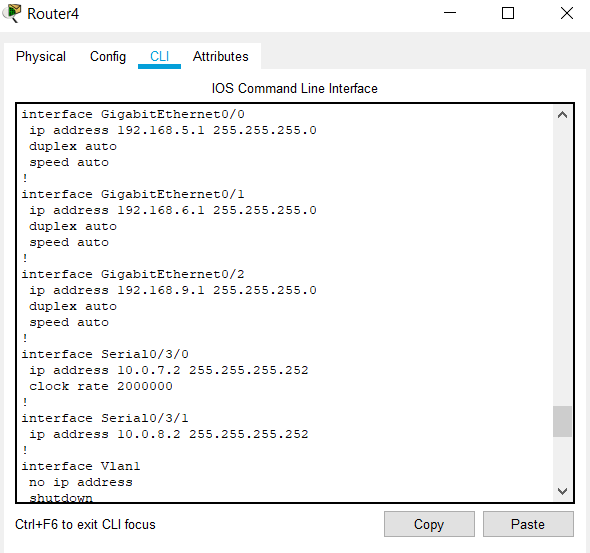 Router4
Physical Config CLI Attributes
IOS Command Line Interface
interface GigabitEthernet0/0
 ip address 192.168.5.1 255.255.255.0
 duplex auto
 speed auto
!
interface GigabitEthernet0/1
 ip address 192.168.6.1 255.255.255.0
 duplex auto
 speed auto
!
interface GigabitEthernet0/2
 ip address 192.168.9.1 255.255.255.0
 duplex auto
 speed auto
!
interface Serial0/3/0
 ip address 10.0.7.2 255.255.255.252
 clock rate 2000000
!
interface Serial0/3/1
 ip address 10.0.8.2 255.255.255.252
!
interface Vlan1
 no ip address
 shutdown
Ctrl+F6 to exit CLI focus Copy Paste